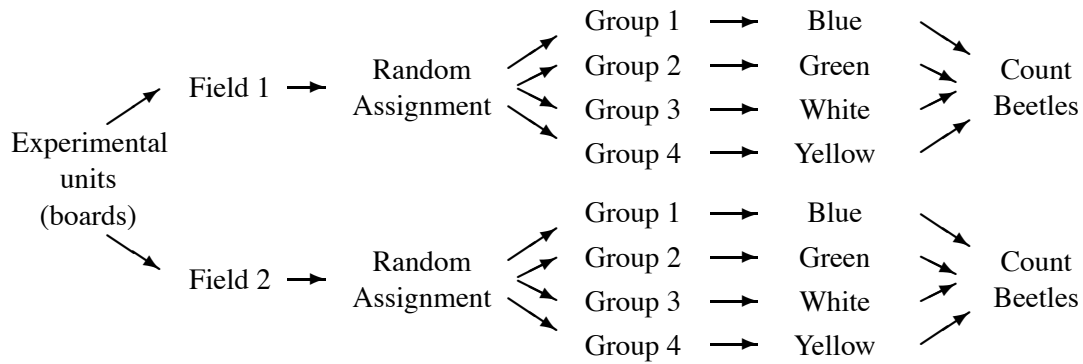 Experimental
units
(boards)
Field 1
Random
Assignment
Group 1
Blue
Group 2
Green
Group 3
White
Group 4
Yellow
Count
Beetles
Field 2
Random
Assignment
Group 1
Blue
Group 2
Green
Group 3
White
Group 4
Yellow
Count
Beetles